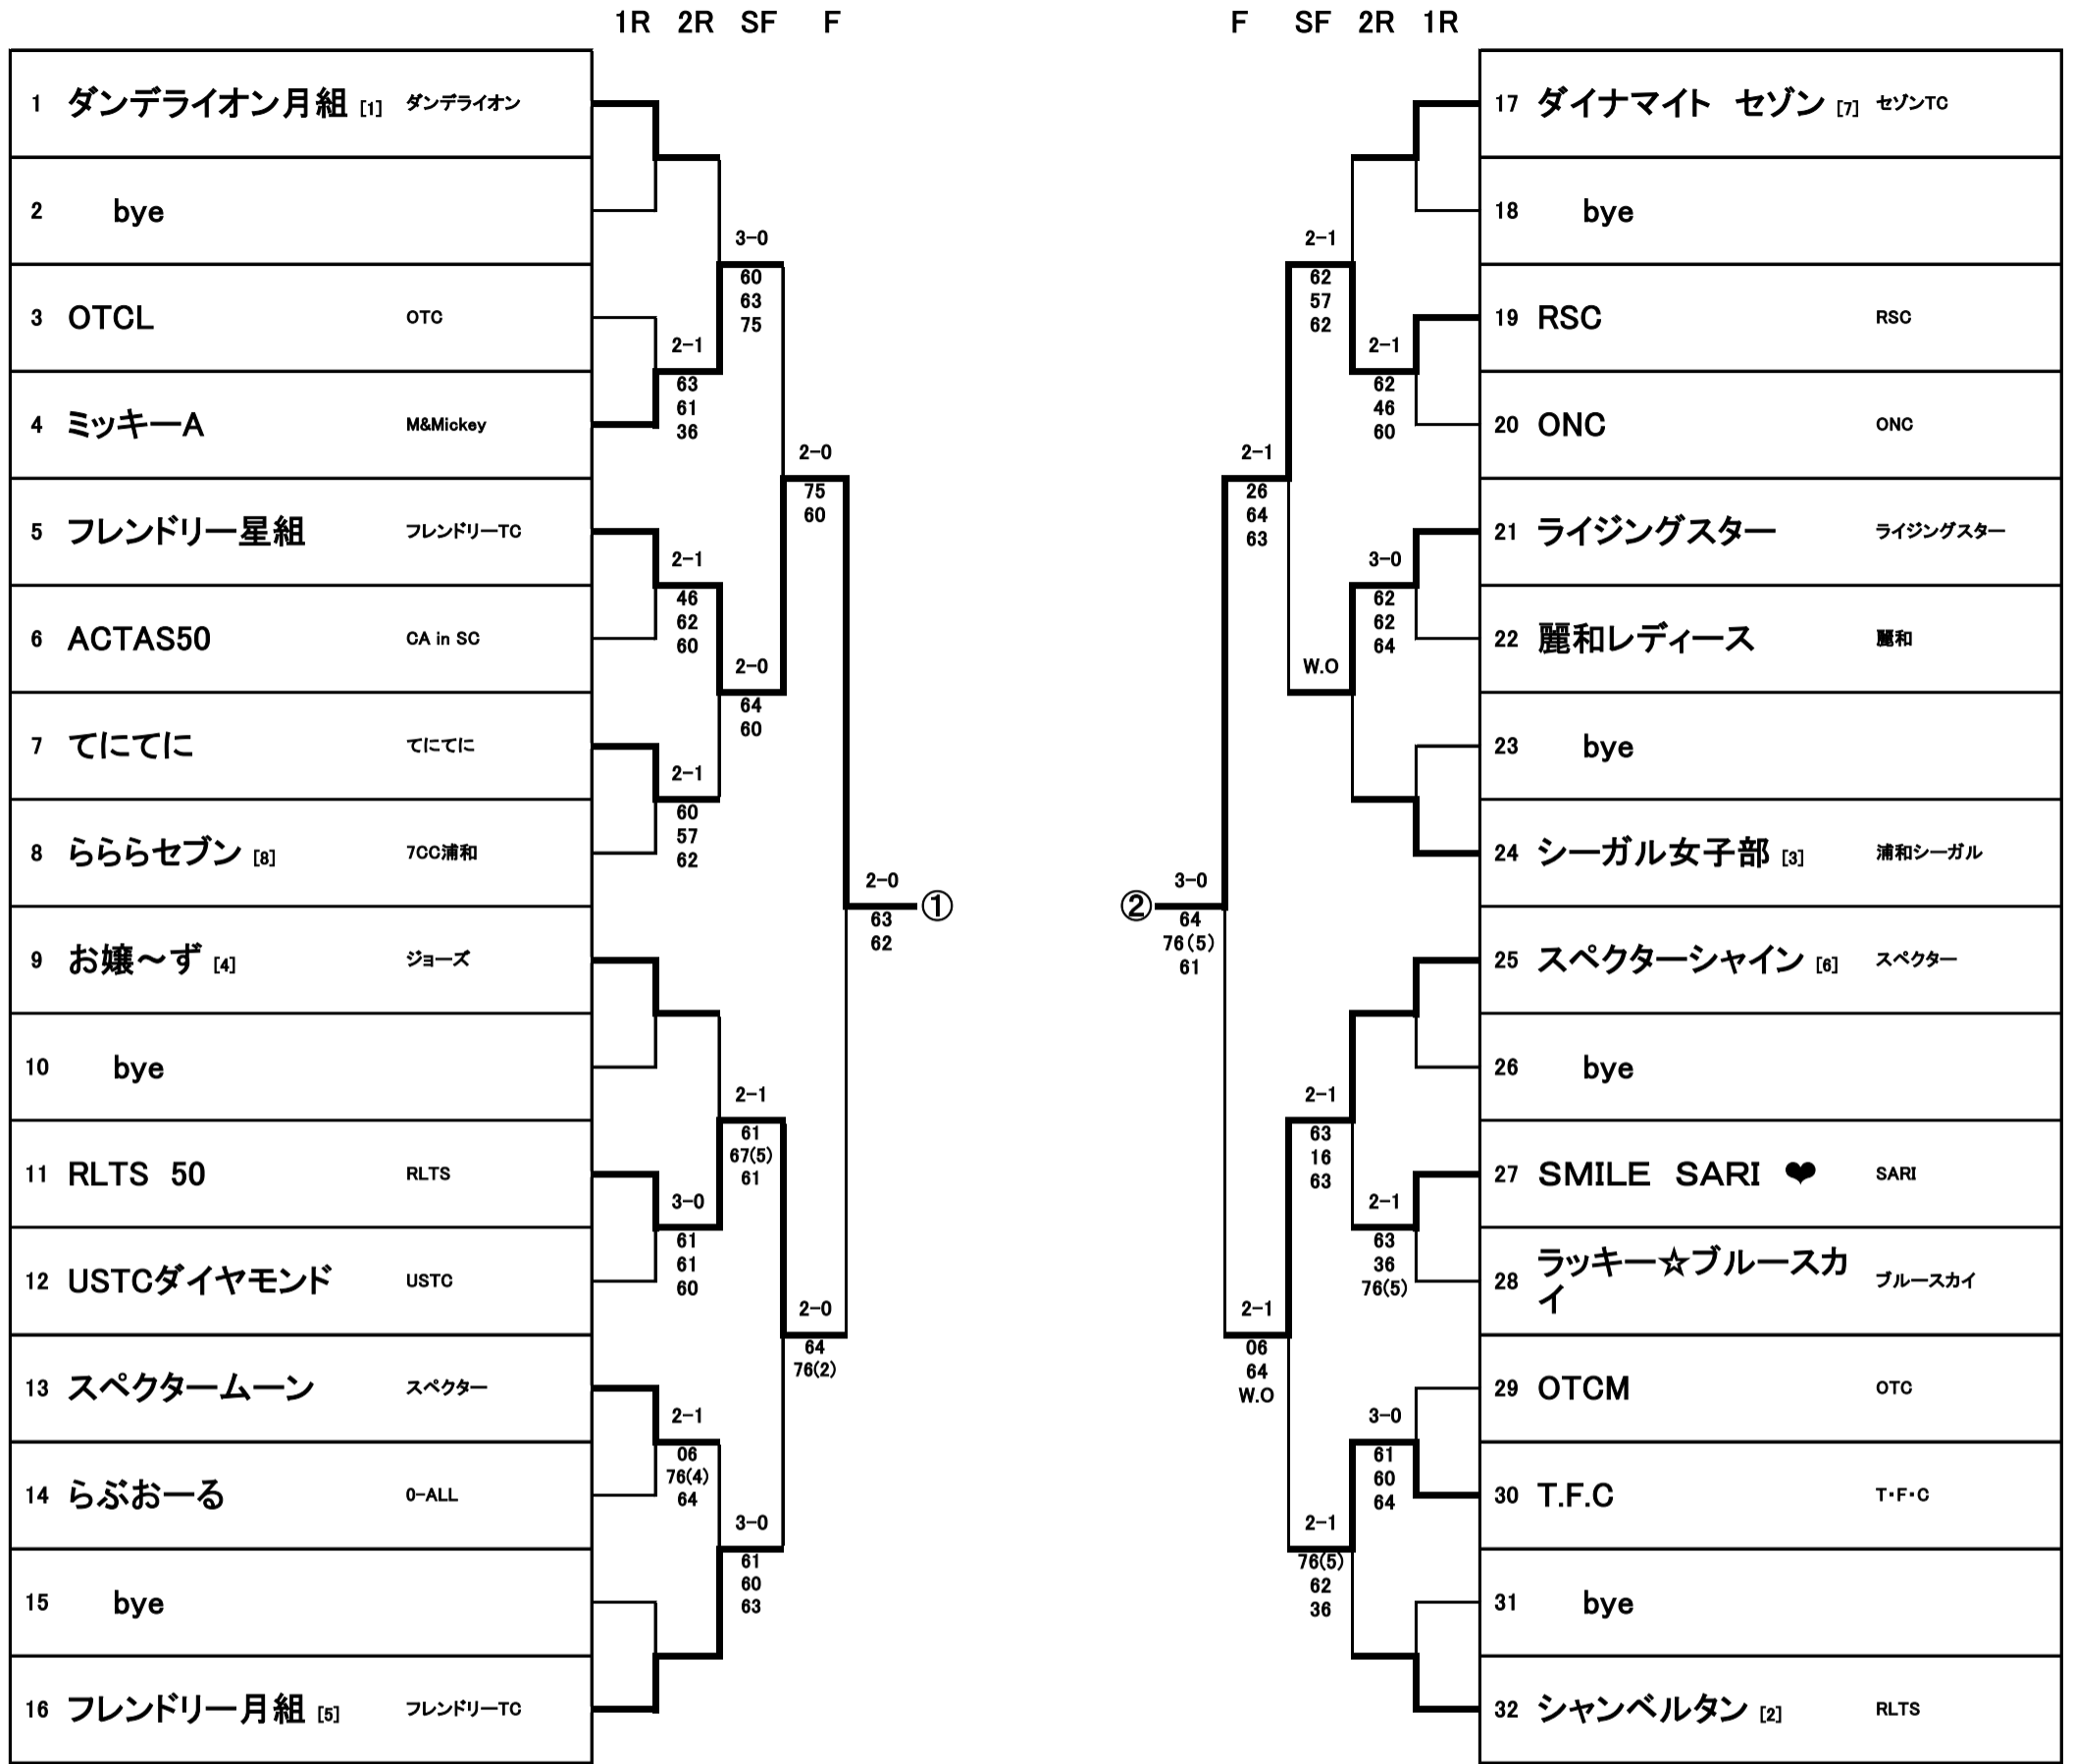 1R 2R SF F
F SF 2R 1R
1 ダンデライオン月組 [1] ダンデライオン
2 bye
3 OTCL OTC
4 ミッキーA M&Mickey
5 フレンドリー星組 フレンドリーTC
6 ACTAS50 CA in SC
7 てにてに てにてに
8 らららセブン [8] 7CC浦和
9 お嬢～ず [4] ジョーズ
10 bye
11 RLTS 50 RLTS
12 USTCダイヤモンド USTC
13 スペクタームーン スペクター
14 らぶおーる 0-ALL
15 bye
16 フレンドリー月組 [5] フレンドリーTC
2-1
63
61
36
2-1
46
62
60
2-1
60
57
62
3-0
61
61
60
2-1
06
76(4)
64
3-0
60
63
75
2-0
64
60
2-1
61
67(5)
61
3-0
61
60
63
2-0
75
60
2-0
64
76(2)
2-0
①
63
62
②
3-0
64
76(5)
61
2-1
26
64
63
2-1
06
64
W.O
2-1
62
57
62
W.O
2-1
63
16
63
2-1
76(5)
62
36
2-1
62
46
60
3-0
62
62
64
2-1
63
36
76(5)
3-0
61
60
64
17 ダイナマイト セゾン [7] セゾンTC
18 bye
19 RSC RSC
20 ONC ONC
21 ライジングスター ライジングスター
22 麗和レディース 麗和
23 bye
24 シーガル女子部 [3] 浦和シーガル
25 スペクターシャイン [6] スペクター
26 bye
27 SMILE SARI ❤ SARI
28 ラッキー☆ブルースカ ブルースカイ
イ
29 OTCM OTC
30 T.F.C T・F・C
31 bye
32 シャンベルタン [2] RLTS